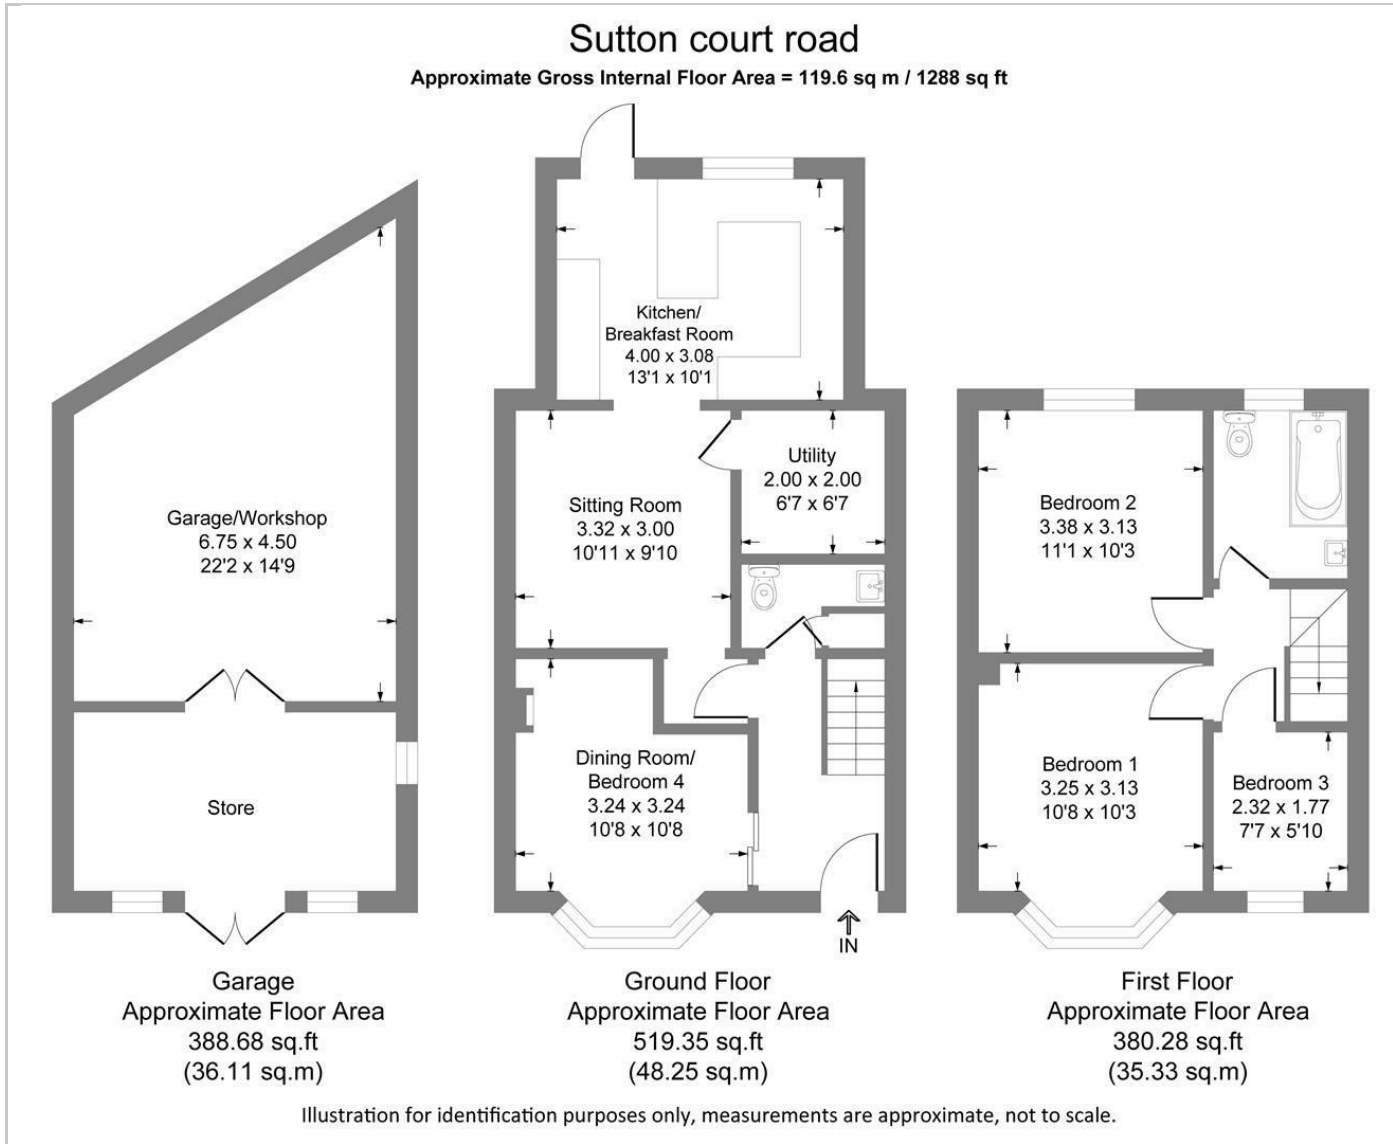 Sutton court road
Approximate Gross Internal Floor Area = 119.6 sq m / 1288 sq ft
Garage/Workshop
6.75 x 4.50
22'2 x 14'9
Store
Garage
Approximate Floor Area
388.68 sq.ft
(36.11 sq.m)
Kitchen/
Breakfast Room
4.00 x 3.08
13'1 x 10'1
Utility
2.00 x 2.00
6'7 x 6'7
Sitting Room
3.32 x 3.00
10'11 x 9'10
Dining Room/
Bedroom 4
3.24 x 3.24
10'8 x 10'8
IN
Ground Floor
Approximate Floor Area
519.35 sq.ft
(48.25 sq.m)
Bedroom 2
3.38 x 3.13
11'1 x 10'3
Bedroom 1
3.25 x 3.13
10'8 x 10'3
Bedroom 3
2.32 x 1.77
7'7 x 5'10
First Floor
Approximate Floor Area
380.28 sq.ft
(35.33 sq.m)
Illustration for identification purposes only, measurements are approximate, not to scale.